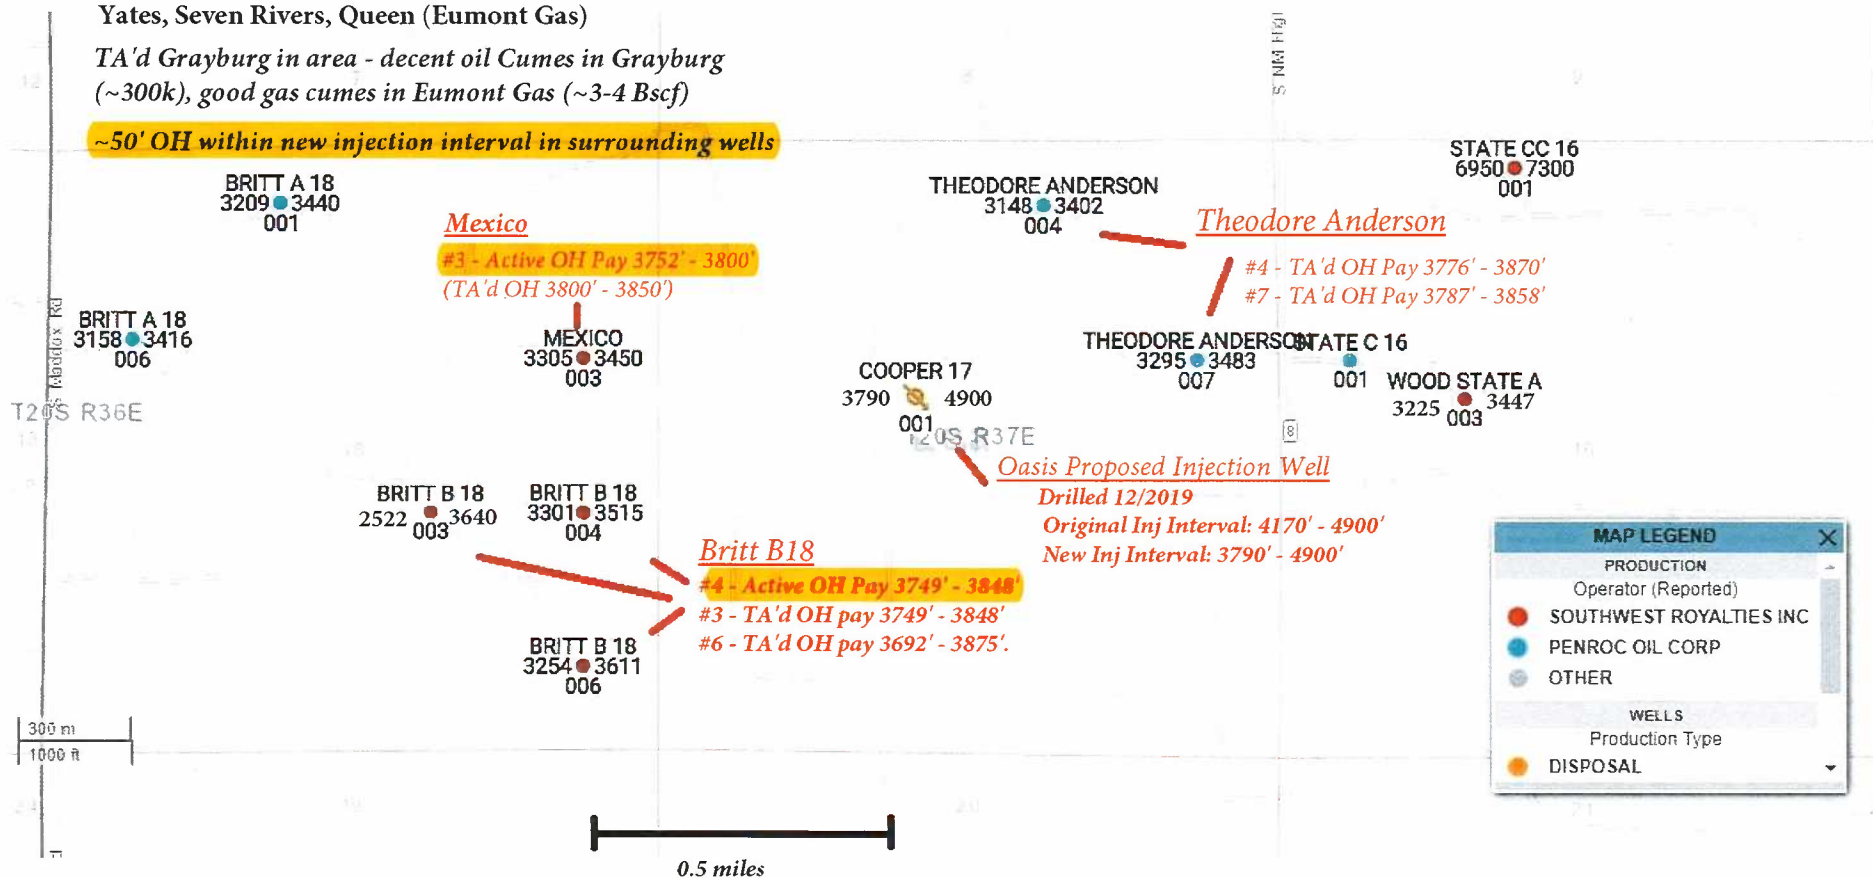 Yates, Seven Rivers, Queen (Eumont Gas)
TA'd Grayburg in area - decent oil Cumes in Grayburg
(~300k), good gas cumes in Eumont Gas (~3-4 Bscf)
~50' OH within new injection interval in surrounding wells
S NM Hwy
STATE CC 16
6950 7300
001
BRITT A 18
3209 3440
001
THEODORE ANDERSON
3148 3402
004
Mexico
#3 - Active OH Pay 3752' - 3800'
(TA'd OH 3800' - 3850')
Theodore Anderson
#4 - TA'd OH Pay 3776' - 3870'
#7 - TA'd OH Pay 3787' - 3858'
S Maddox Rd
BRITT A 18
3158 3416
006
MEXICO
3305 3450
003
THEODORE ANDERSON
3295 3483
007
STATE C 16
001
WOOD STATE A
3225 3447
003
COOPER 17
3790 4900
001
T20S R36E
T20S R37E
8
Oasis Proposed Injection Well
Drilled 12/2019
Original Inj Interval: 4170' - 4900'
New Inj Interval: 3790' - 4900'
BRITT B 18
2522 3640
003
BRITT B 18
3301 3515
004
Britt B18
#4 - Active OH Pay 3749' - 3848'
#3 - TA'd OH pay 3749' - 3848'
#6 - TA'd OH pay 3692' - 3875'.
BRITT B 18
3254 3611
006
MAP LEGEND
PRODUCTION
Operator (Reported)
SOUTHWEST ROYALTIES INC
PENROC OIL CORP
OTHER
WELLS
Production Type
DISPOSAL
300 m
1000 ft
20
21
0.5 miles